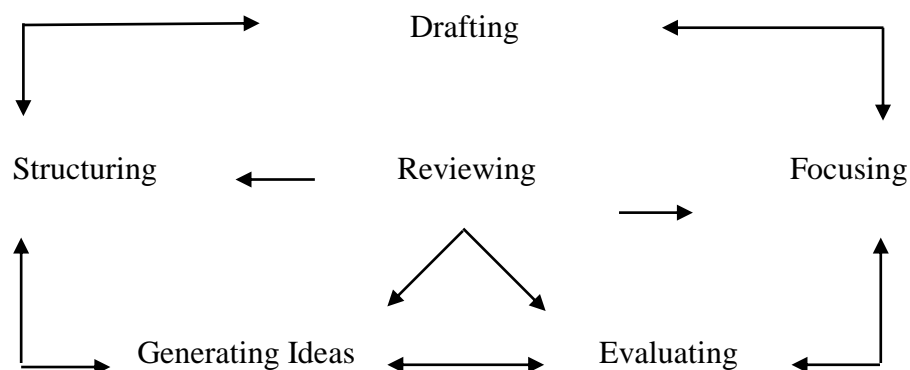 Drafting
Structuring Reviewing Focusing
Generating Ideas Evaluating